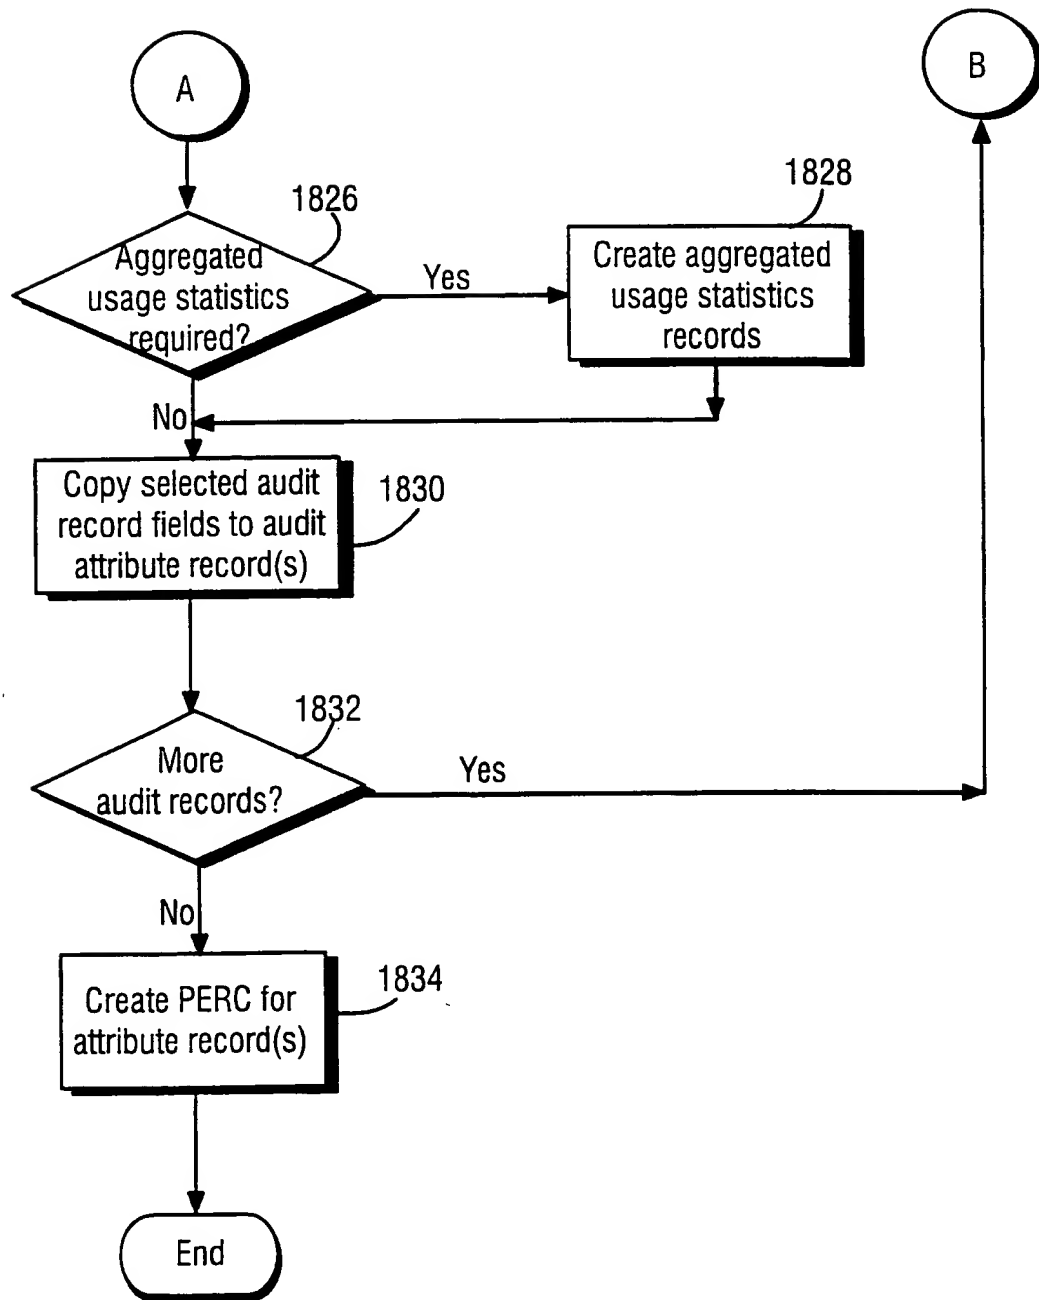 A
B
1826
1828
Aggregated
usage statistics
required?
Yes
Create aggregated
usage statistics
records
No
Copy selected audit
record fields to audit
attribute record(s)
1830
1832
More
audit records?
Yes
No
Create PERC for
attribute record(s)
1834
End